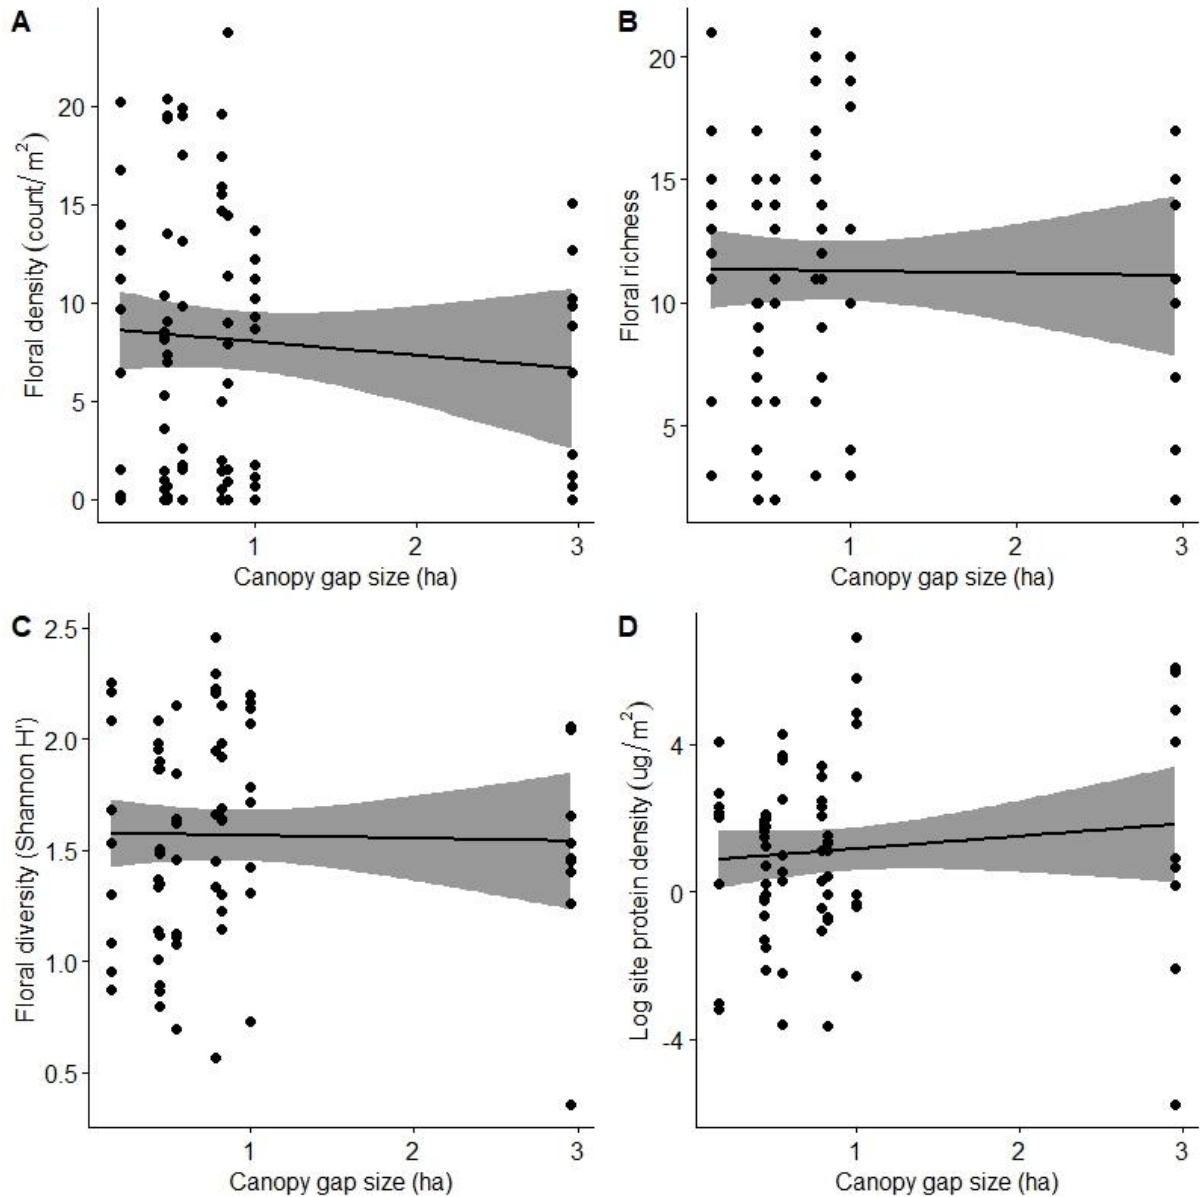 A
Floral density (count/m²)
20
15
10
5
0
1 2 3
Canopy gap size (ha)
B
Floral richness
20
15
10
5
1 2 3
Canopy gap size (ha)
C
Floral diversity (Shannon H')
2.5
2.0
1.5
1.0
0.5
1 2 3
Canopy gap size (ha)
D
Log site protein density (ug/m²)
4
0
-4
1 2 3
Canopy gap size (ha)